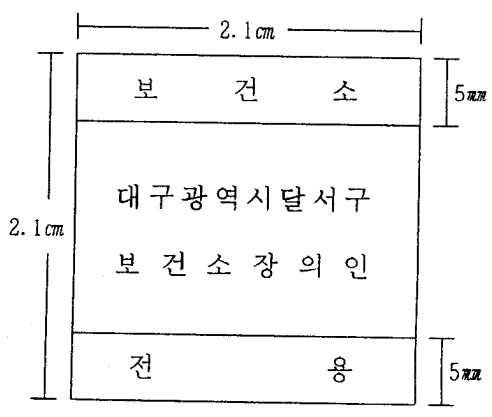 2.1cm
보 건 소
5mm
대구광역시달서구
2.1cm
보건소장의인
전 용
5mm